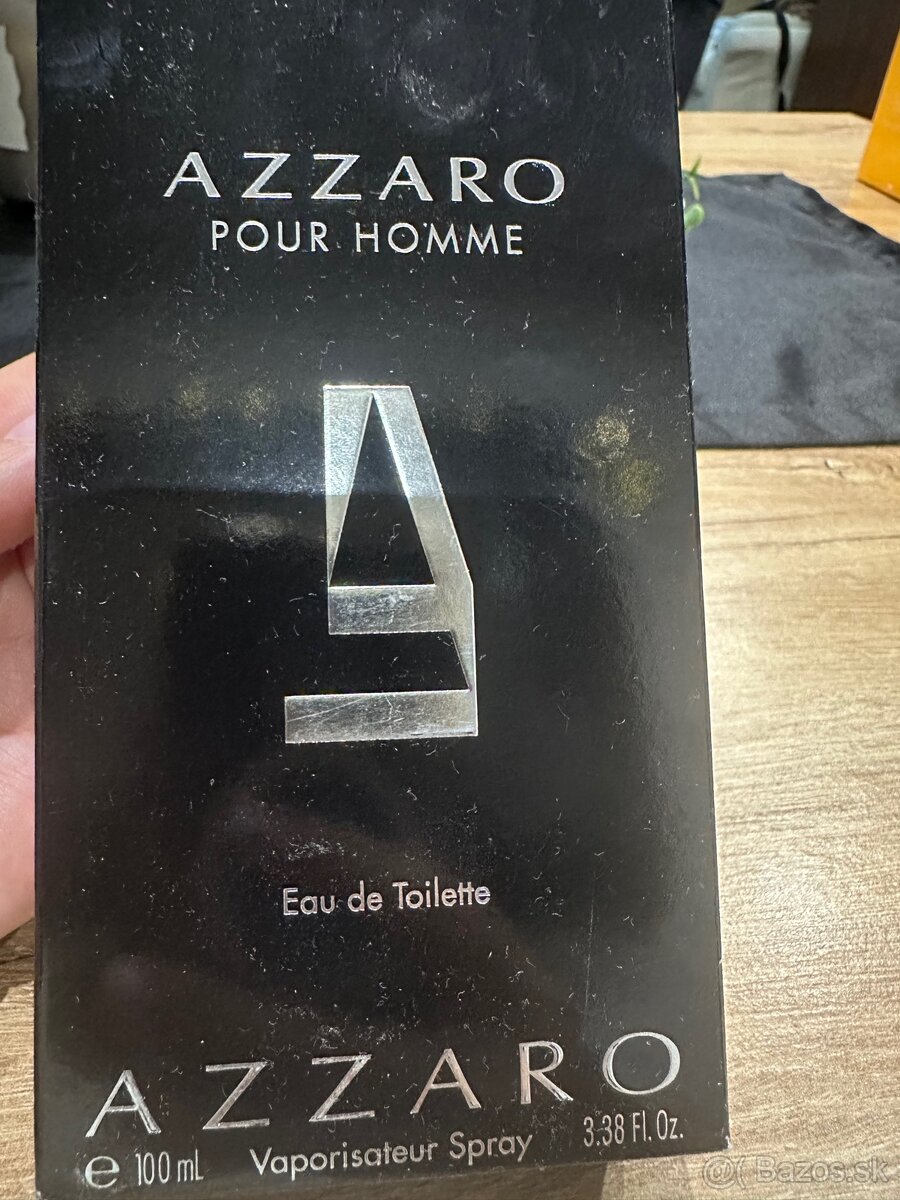 AZZARO
POUR HOMME
Eau de Toilette
AZZARO
e 100 mL Vaporisateur Spray 3.38 Fl. Oz.
Bazos.sk